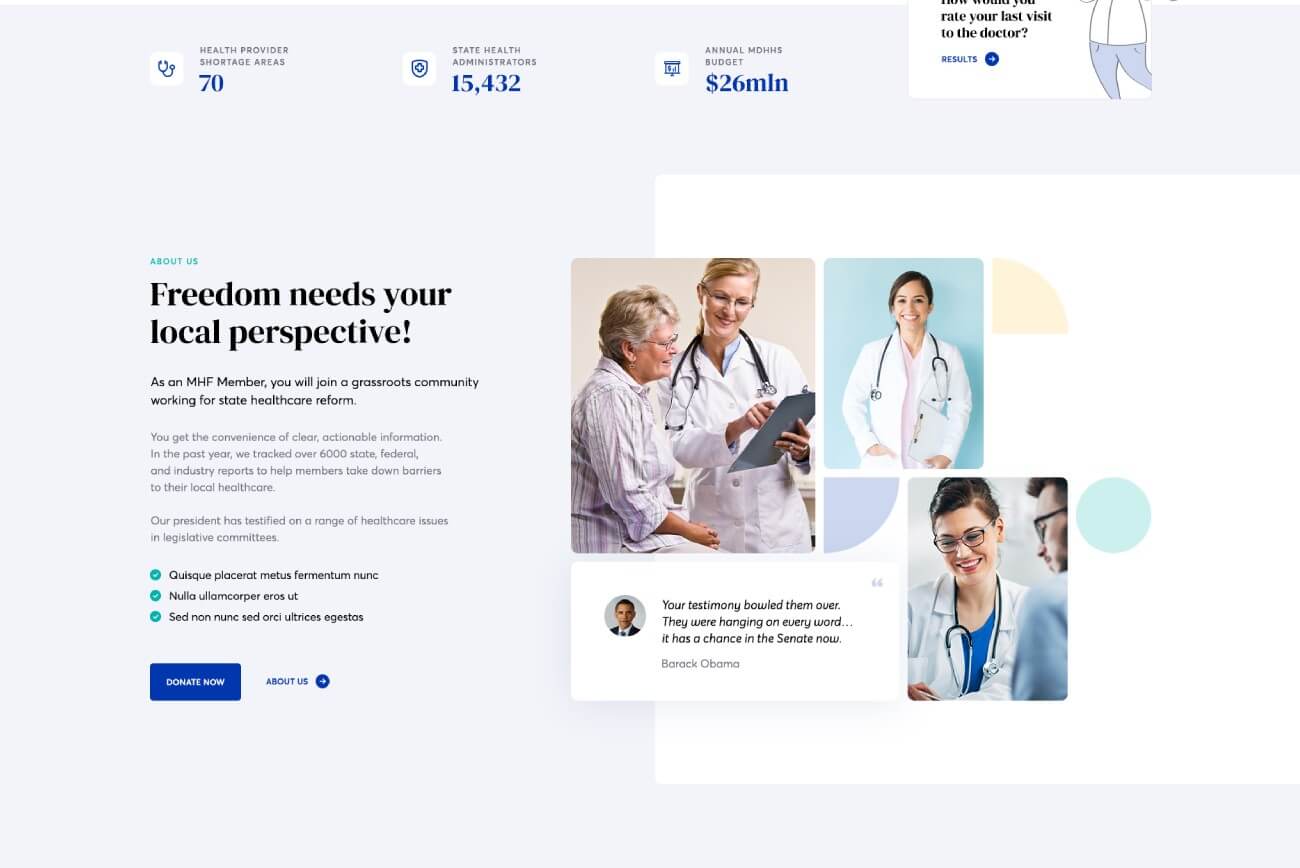 HEALTH PROVIDER
SHORTAGE AREAS
70
STATE HEALTH
ADMINISTRATORS
15,432
ANNUAL MDHHS
BUDGET
$26mln
How would you
rate your last visit
to the doctor?
RESULTS
ABOUT US
Freedom needs your
local perspective!
As an MHF Member, you will join a grassroots community
working for state healthcare reform.
You get the convenience of clear, actionable information.
In the past year, we tracked over 6000 state, federal,
and industry reports to help members take down barriers
to their local healthcare.
Our president has testified on a range of healthcare issues
in legislative committees.
Quisque placerat metus fermentum nunc
Nulla ullamcorper eros ut
Sed non nunc sed orci ultrices egestas
DONATE NOW
ABOUT US
“
Your testimony bowled them over.
They were hanging on every word…
it has a chance in the Senate now.
Barack Obama